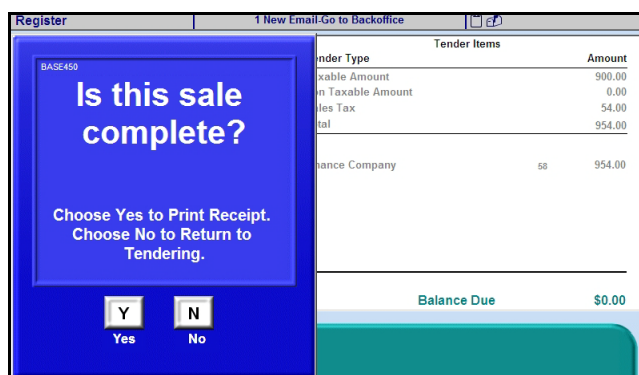 Register
1 New Email-Go to Backoffice
BASE450
Is this sale
complete?
Choose Yes to Print Receipt.
Choose No to Return to
Tendering.
Y
N
Yes
No
Tender Items
ender Type Amount
xable Amount 900.00
on Taxable Amount 0.00
les Tax 54.00
tal 954.00
nance Company 58 954.00
Balance Due $0.00